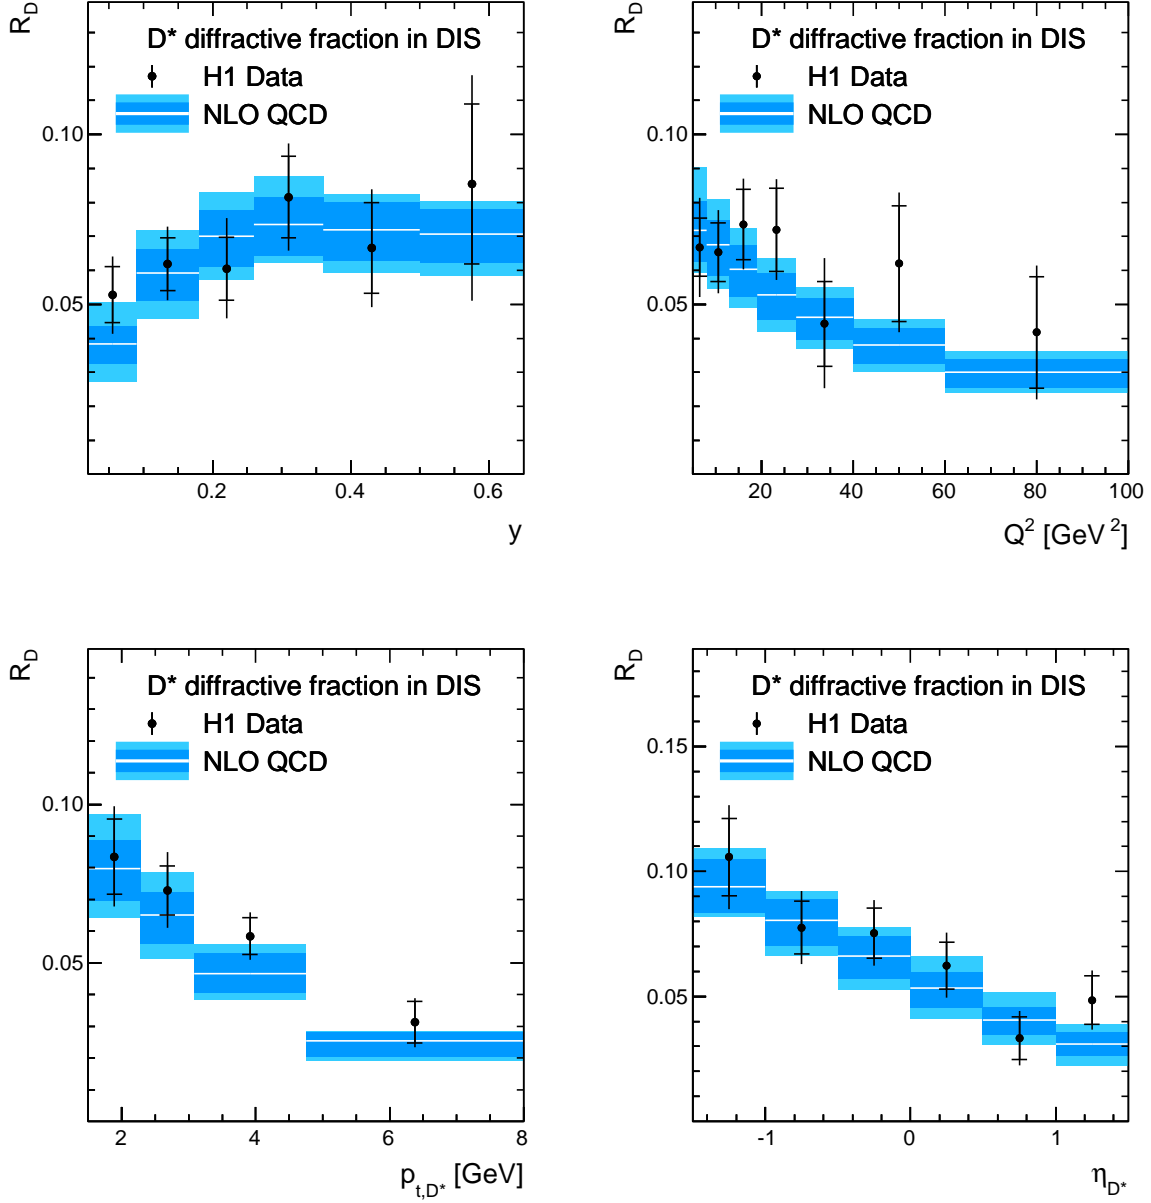 R_D
D* diffractive fraction in DIS
H1 Data
NLO QCD
0.10
0.05
0.2 0.4 0.6
y
R_D
D* diffractive fraction in DIS
H1 Data
NLO QCD
0.10
0.05
20 40 60 80 100
Q² [GeV²]
R_D
D* diffractive fraction in DIS
H1 Data
NLO QCD
0.10
0.05
2 4 6 8
p_t,D* [GeV]
R_D
D* diffractive fraction in DIS
H1 Data
NLO QCD
0.15
0.10
0.05
-1 0 1
η_D*